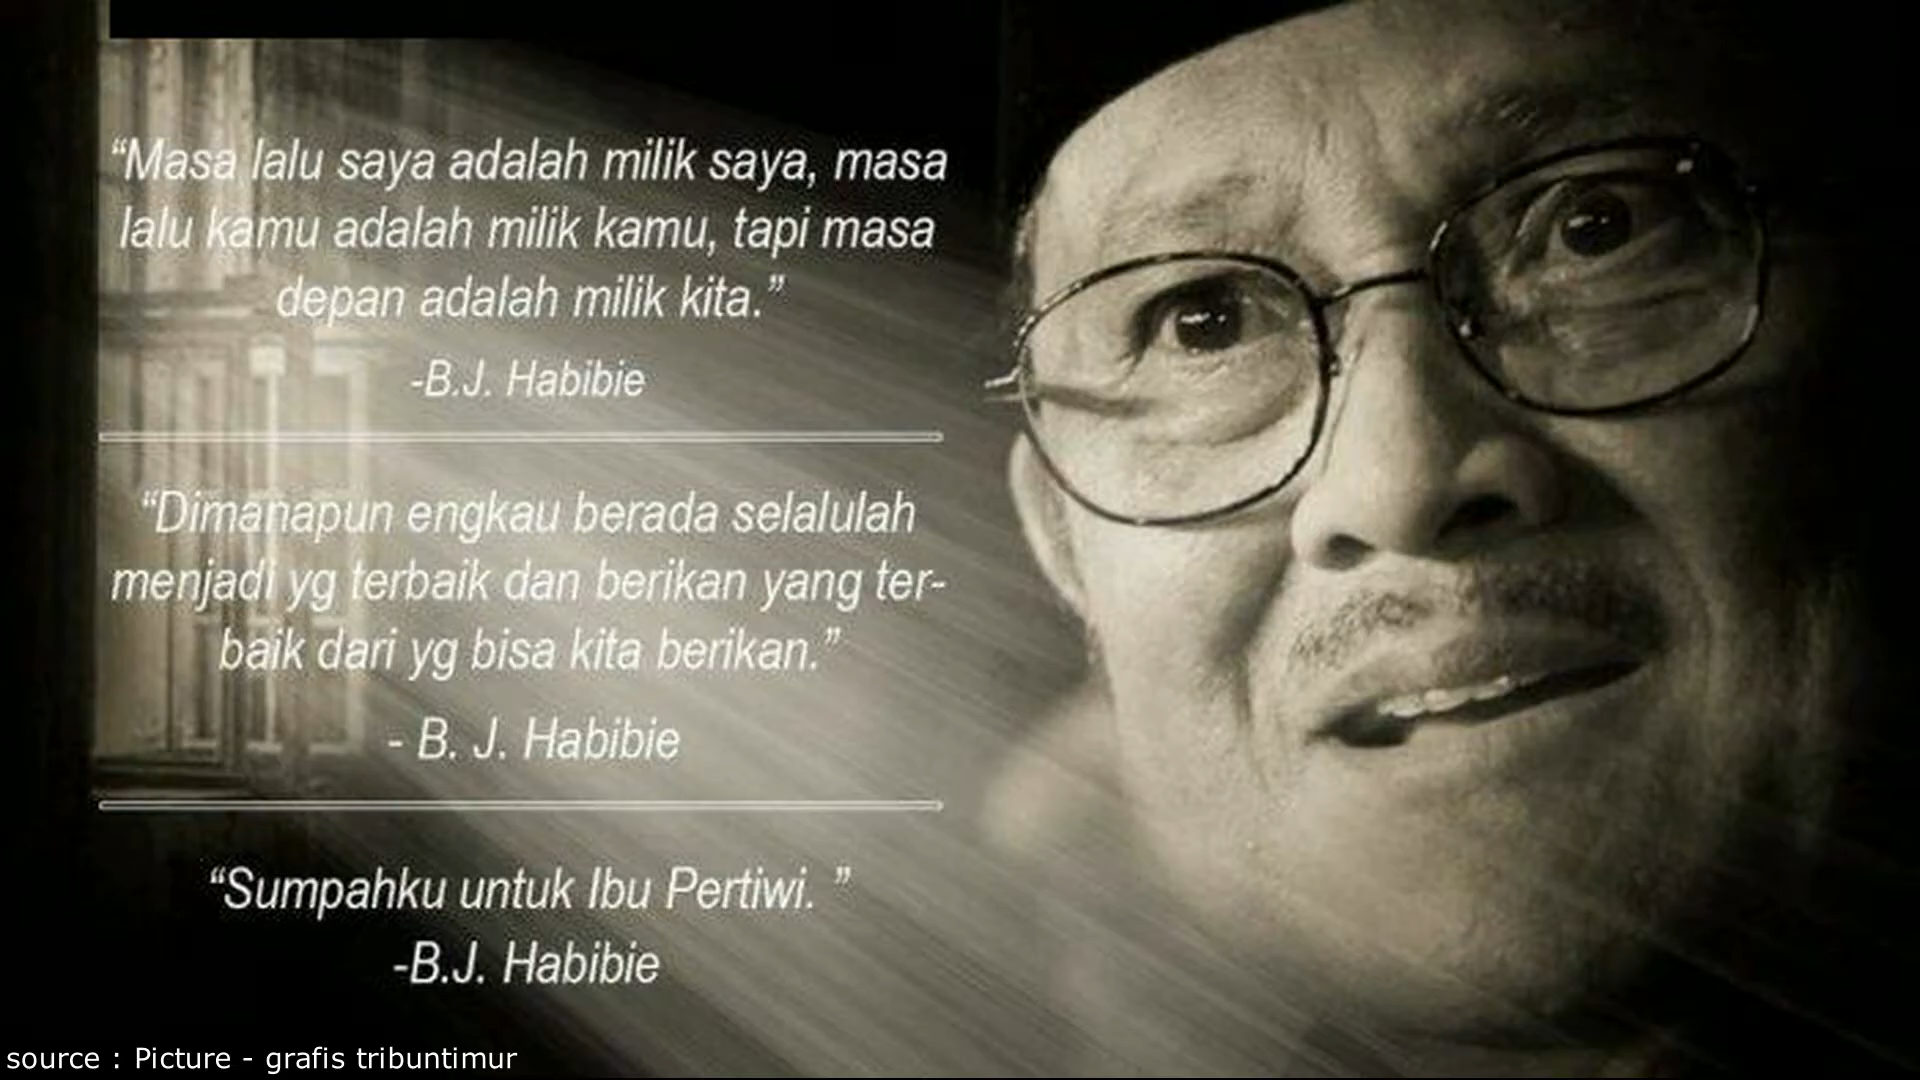 “Masa lalu saya adalah milik saya, masa
lalu kamu adalah milik kamu, tapi masa
depan adalah milik kita.”
-B.J. Habibie
“Dimanapun engkau berada selalulah
menjadi yg terbaik dan berikan yang ter-
baik dari yg bisa kita berikan.”
- B. J. Habibie
“Sumpahku untuk Ibu Pertiwi. ”
-B.J. Habibie
source : Picture - grafis tribuntimur